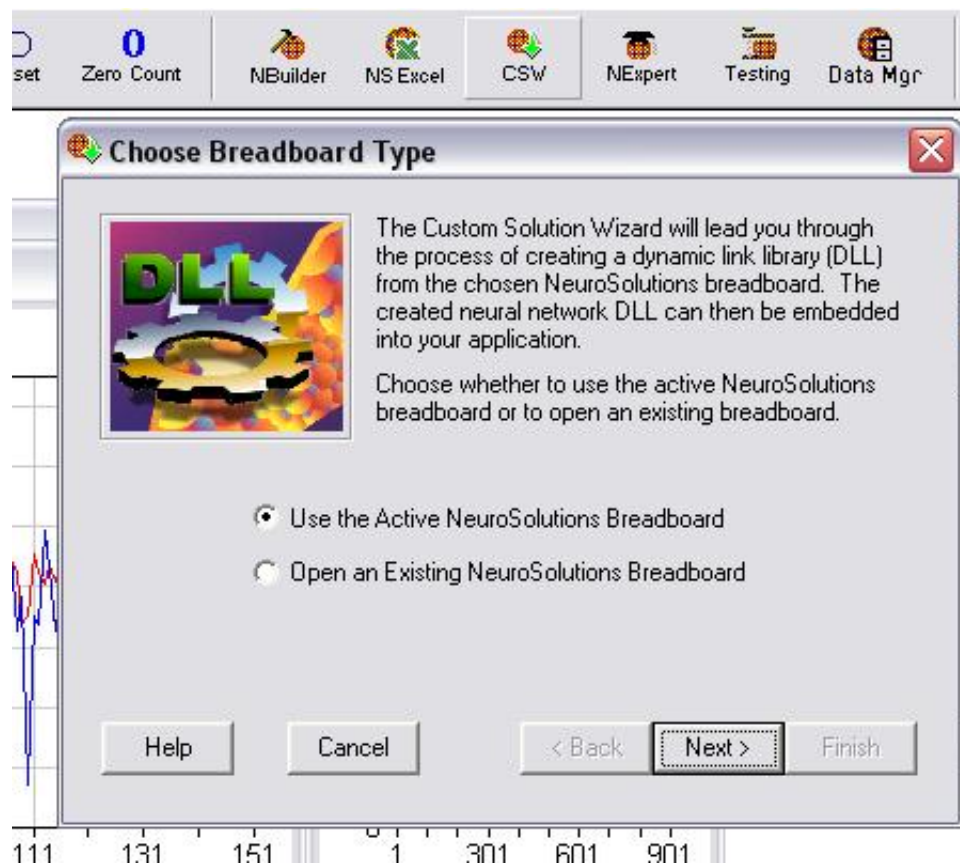 set Zero Count NBuilder NS Excel CSW NExpert Testing Data Mgr
0
Choose Breadboard Type
DLL
The Custom Solution Wizard will lead you through
the process of creating a dynamic link library (DLL)
from the chosen NeuroSolutions breadboard. The
created neural network DLL can then be embedded
into your application.
Choose whether to use the active NeuroSolutions
breadboard or to open an existing breadboard.
Use the Active NeuroSolutions Breadboard
Open an Existing NeuroSolutions Breadboard
Help Cancel < Back Next > Finish
0
111 131 151 1 301 601 901